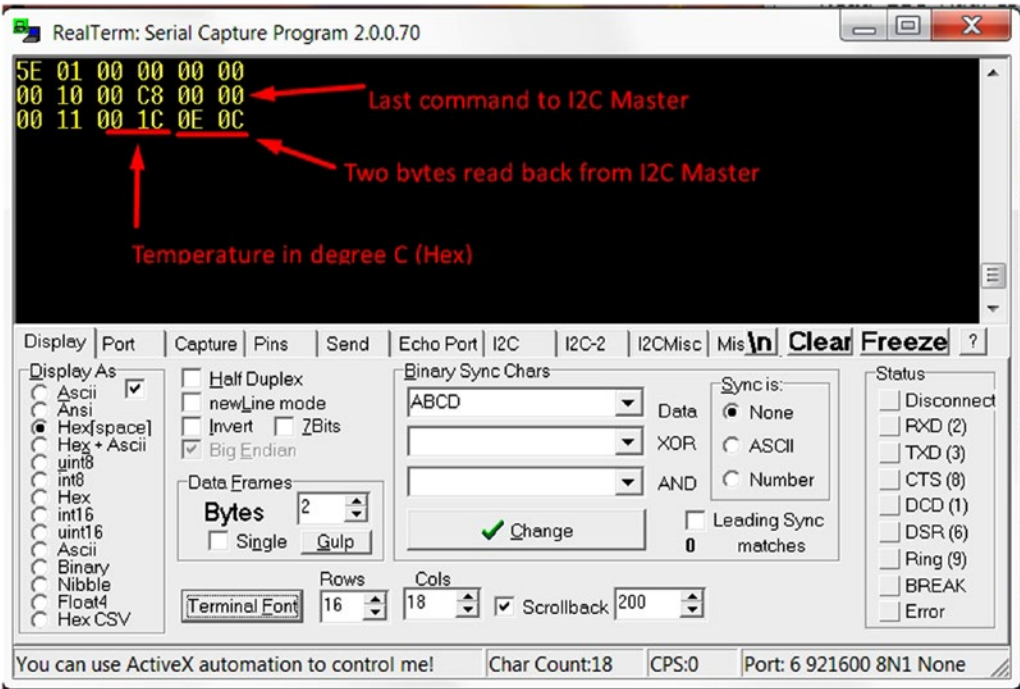 RealTerm: Serial Capture Program 2.0.0.70
5E 01 00 00 00 00
00 10 00 C8 00 00
00 11 00 1C 0E 0C
Last command to I2C Master
Two bytes read back from I2C Master
Temperature in degree C (Hex)
Display Port Capture Pins Send Echo Port I2C I2C-2 I2CMisc Mis \n Clear Freeze ?
Display As
Ascii
Ansi
Hex[space]
Hex + Ascii
uint8
int8
Hex
int16
uint16
Ascii
Binary
Nibble
Float4
Hex CSV
Half Duplex
newLine mode
Invert 7Bits
Big Endian
Data Frames
Bytes 2
Single Gulp
Terminal Font
Rows
16
Cols
18
Binary Sync Chars
ABCD
Data
XOR
AND
Change
Sync is:
None
ASCII
Number
Leading Sync
0 matches
Scrollback 200
Status
Disconnect
RXD (2)
TXD (3)
CTS (8)
DCD (1)
DSR (6)
Ring (9)
BREAK
Error
You can use ActiveX automation to control me! Char Count:18 CPS:0 Port: 6 921600 8N1 None